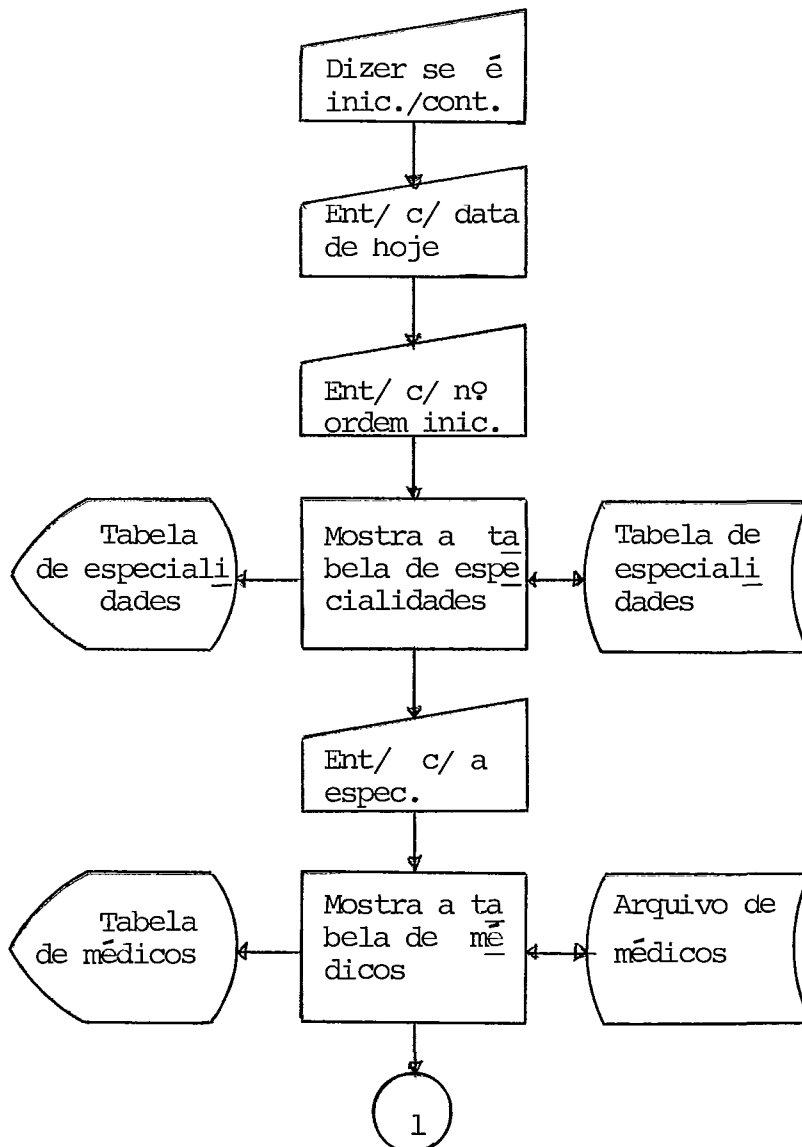 Dizer se é
inic./cont.
Ent/ c/ data
de hoje
Ent/ c/ nº
ordem inic.
Tabela
de especiali
dades
Mostra a ta
bela de espe
cialidades
Tabela de
especiali
dades
Ent/ c/ a
espec.
Tabela
de médicos
Mostra a ta
bela de mé
dicos
Arquivo de
médicos
1